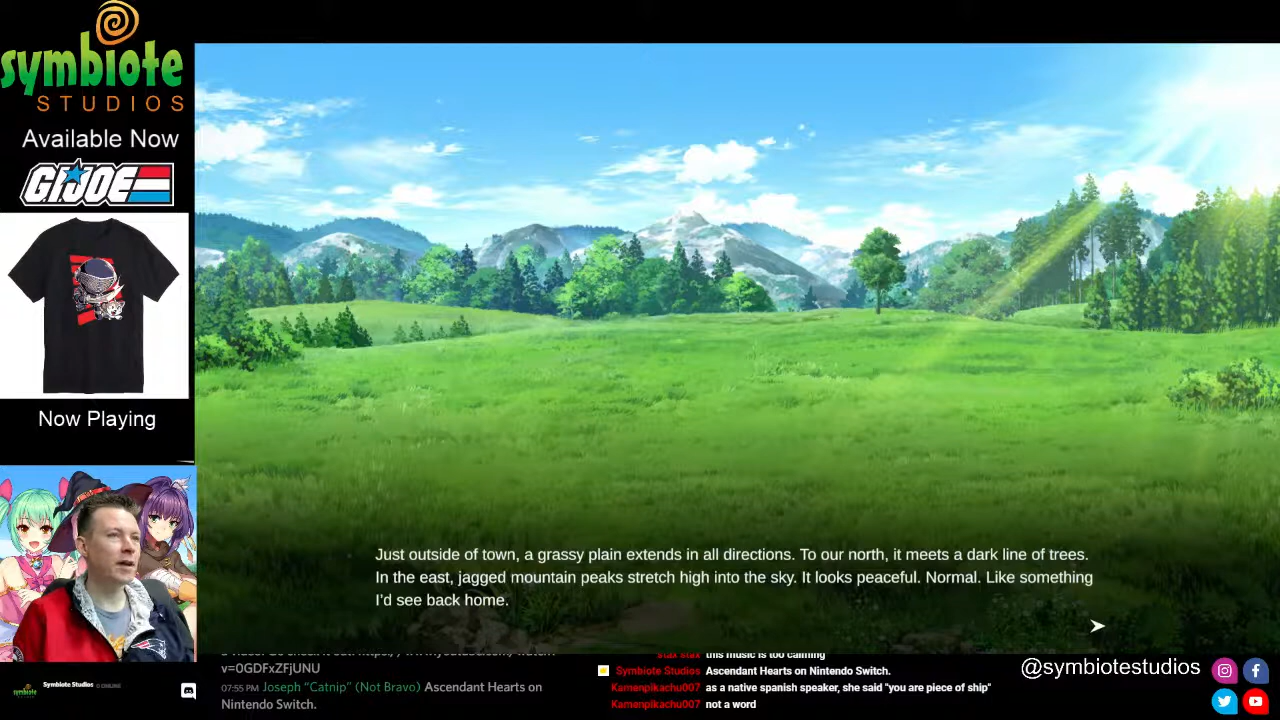 symbiote
STUDIOS
Available Now
G.I. JOE
Now Playing
Just outside of town, a grassy plain extends in all directions. To our north, it meets a dark line of trees.
In the east, jagged mountain peaks stretch high into the sky. It looks peaceful. Normal. Like something
I'd see back home.
v=0GDFxZFjUNU
07:55 PM Joseph “Catnip” (Not Bravo) Ascendant Hearts on
Nintendo Switch.
this music is too calming
Symbiote Studios Ascendant Hearts on Nintendo Switch.
Kamenpikachu007 as a native spanish speaker, she said "you are piece of ship"
Kamenpikachu007 not a word
@symbiotestudios
Symbiote Studios